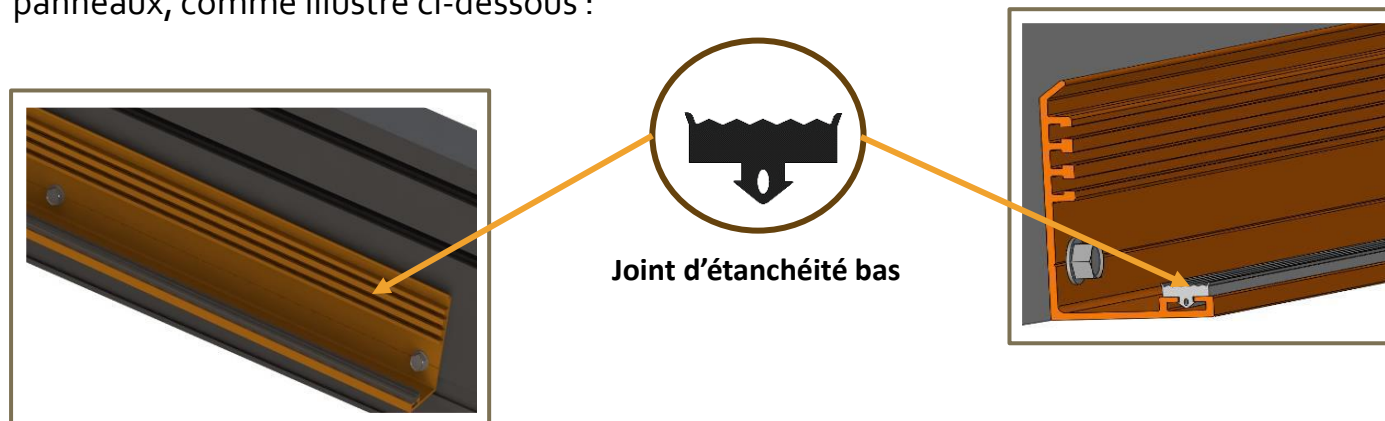 panneaux, comme illustré ci-dessous :
Joint d’étanchéité bas